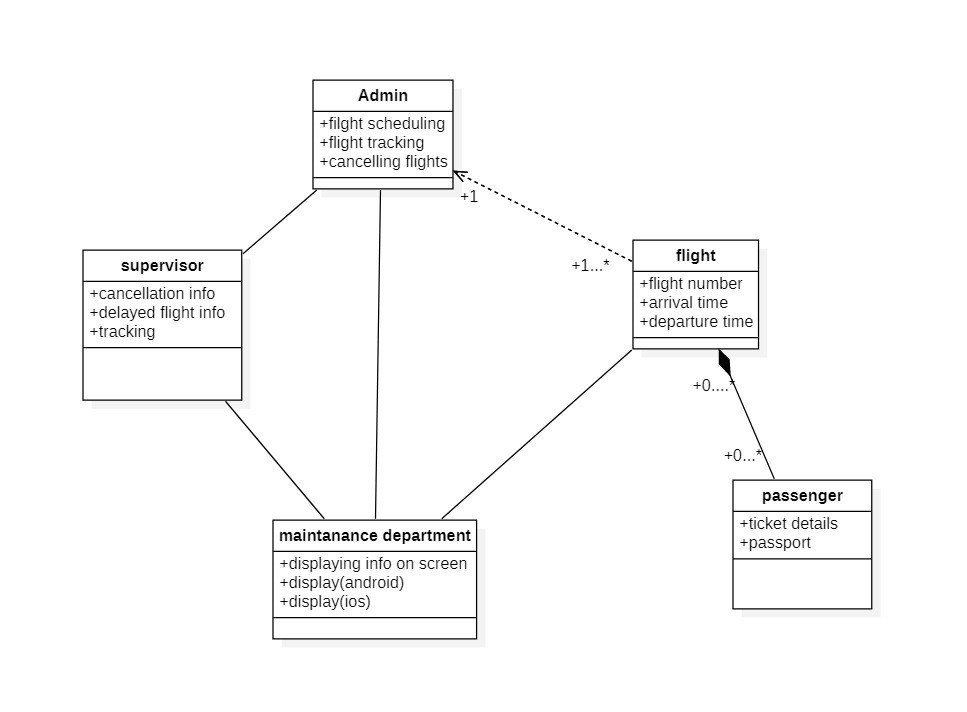 Admin
+filght scheduling
+flight tracking
+cancelling flights
+1
+1...*
flight
+flight number
+arrival time
+departure time
supervisor
+cancellation info
+delayed flight info
+tracking
+0....*
+0...*
passenger
+ticket details
+passport
maintanance department
+displaying info on screen
+display(android)
+display(ios)